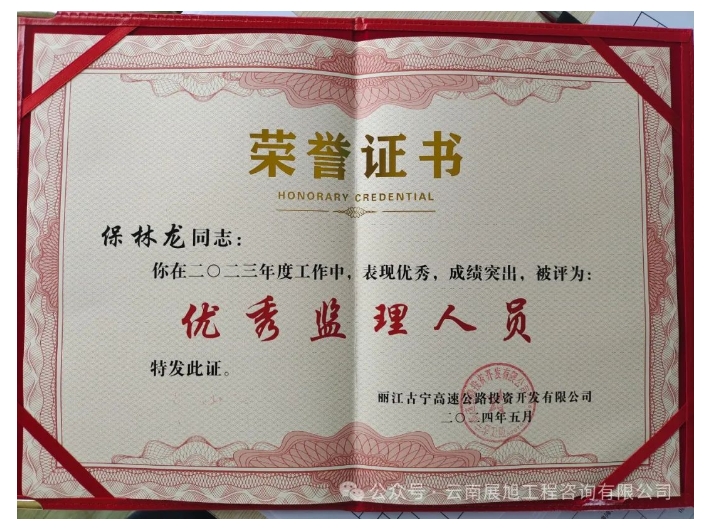 荣誉证书
HONORARY CREDENTIAL
保林龙同志：
你在二〇二三年度工作中，表现优秀，成绩突出，被评为：
优秀监理人员
特发此证。
丽江古宁高速公路投资开发有限公司
二〇二四年五月
公众号·云南展旭工程咨询有限公司